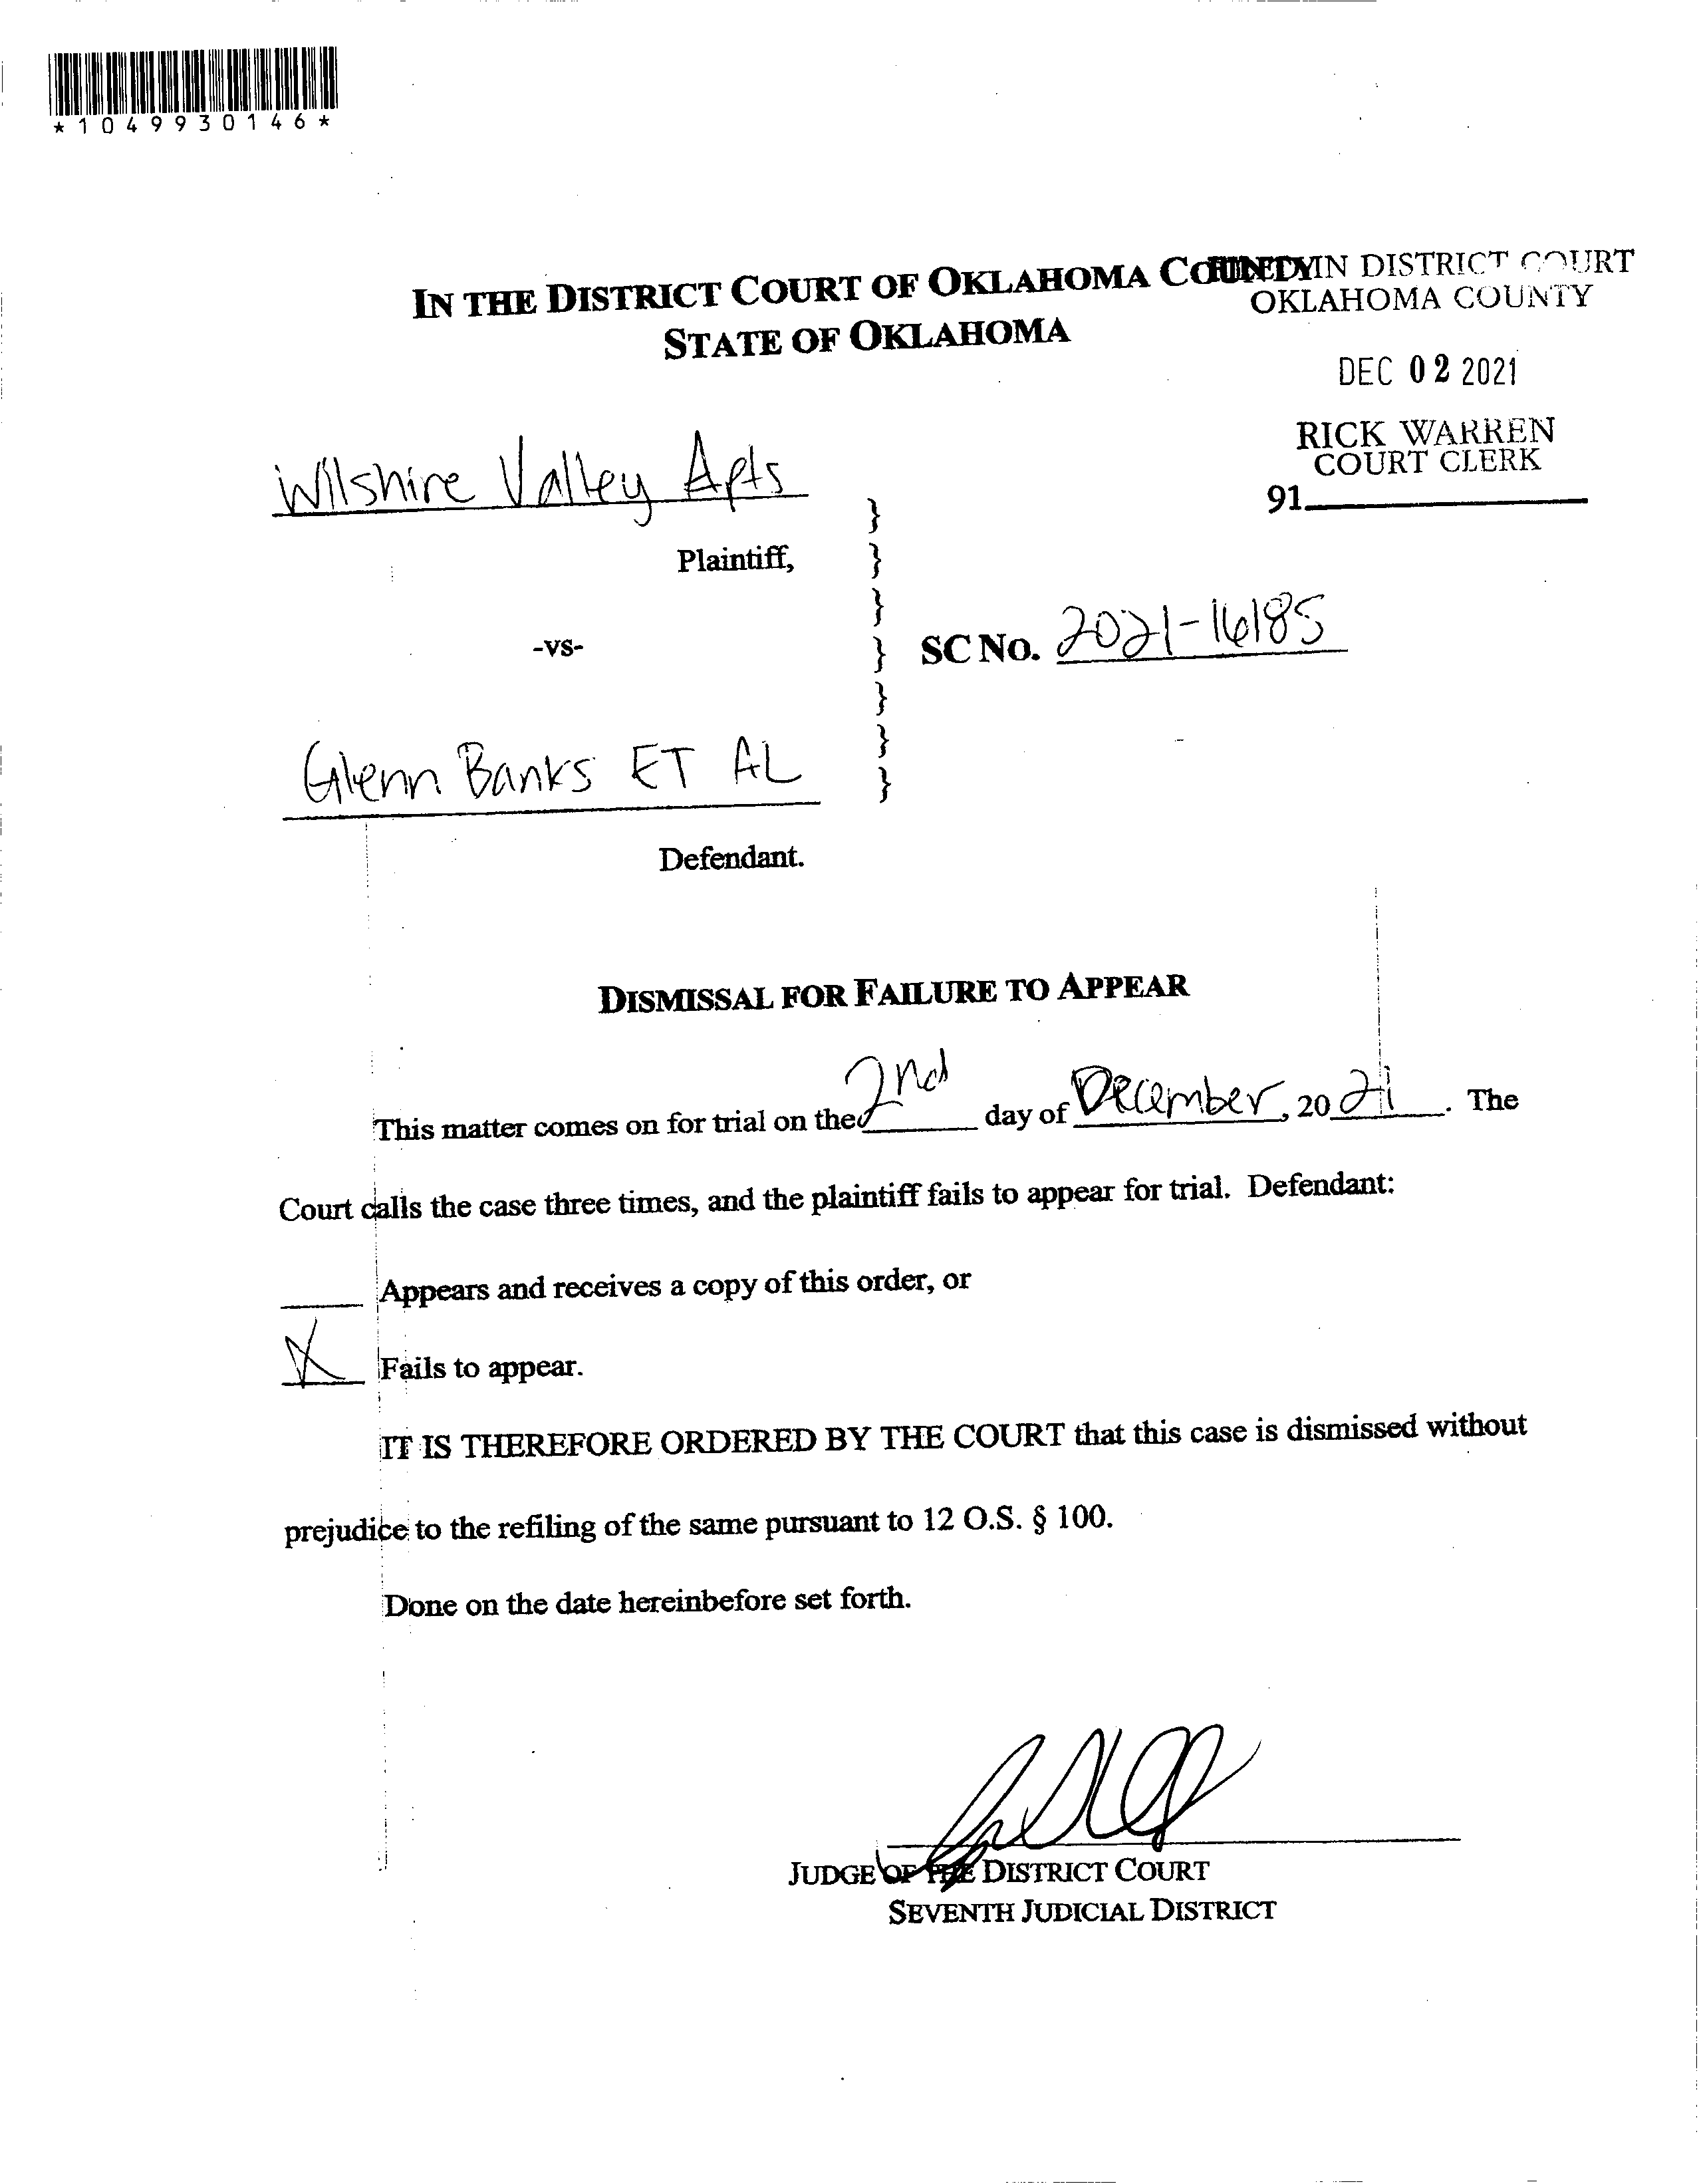 *1049930146*
IN THE DISTRICT COURT OF OKLAHOMA COUNTY
STATE OF OKLAHOMA
FILED IN DISTRICT COURT
OKLAHOMA COUNTY
DEC 02 2021
RICK WARREN
COURT CLERK
91
Wilshire Valley Apts
Plaintiff,
-vs-
SC No. 2021-16185
Glenn Banks ET AL
Defendant.
DISMISSAL FOR FAILURE TO APPEAR
This matter comes on for trial on the 2nd day of December, 2021. The
Court calls the case three times, and the plaintiff fails to appear for trial. Defendant:
Appears and receives a copy of this order, or
X Fails to appear.
IT IS THEREFORE ORDERED BY THE COURT that this case is dismissed without
prejudice to the refiling of the same pursuant to 12 O.S. § 100.
Done on the date hereinbefore set forth.
JUDGE OF THE DISTRICT COURT
SEVENTH JUDICIAL DISTRICT